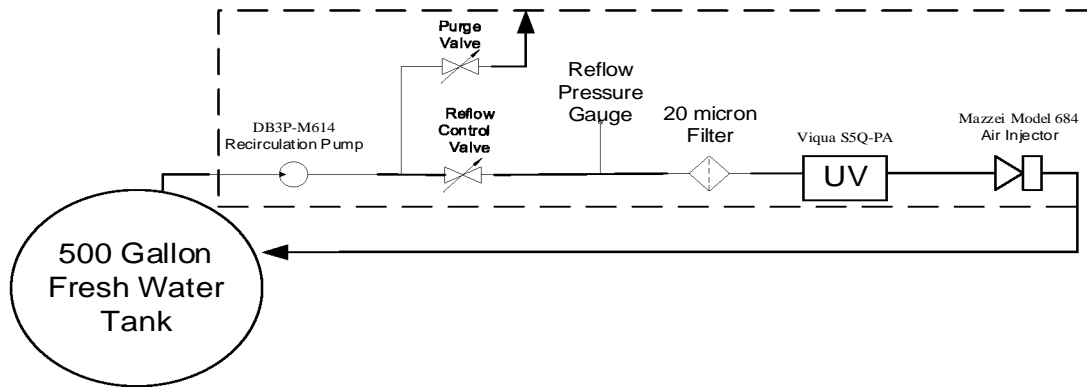 Purge
Valve
Reflow
Pressure
Gauge
20 micron
Filter
Mazzei Model 684
Air Injector
DB3P-M614
Recirculation Pump
Reflow
Control
Valve
Viqua S5Q-PA
UV
500 Gallon
Fresh Water
Tank